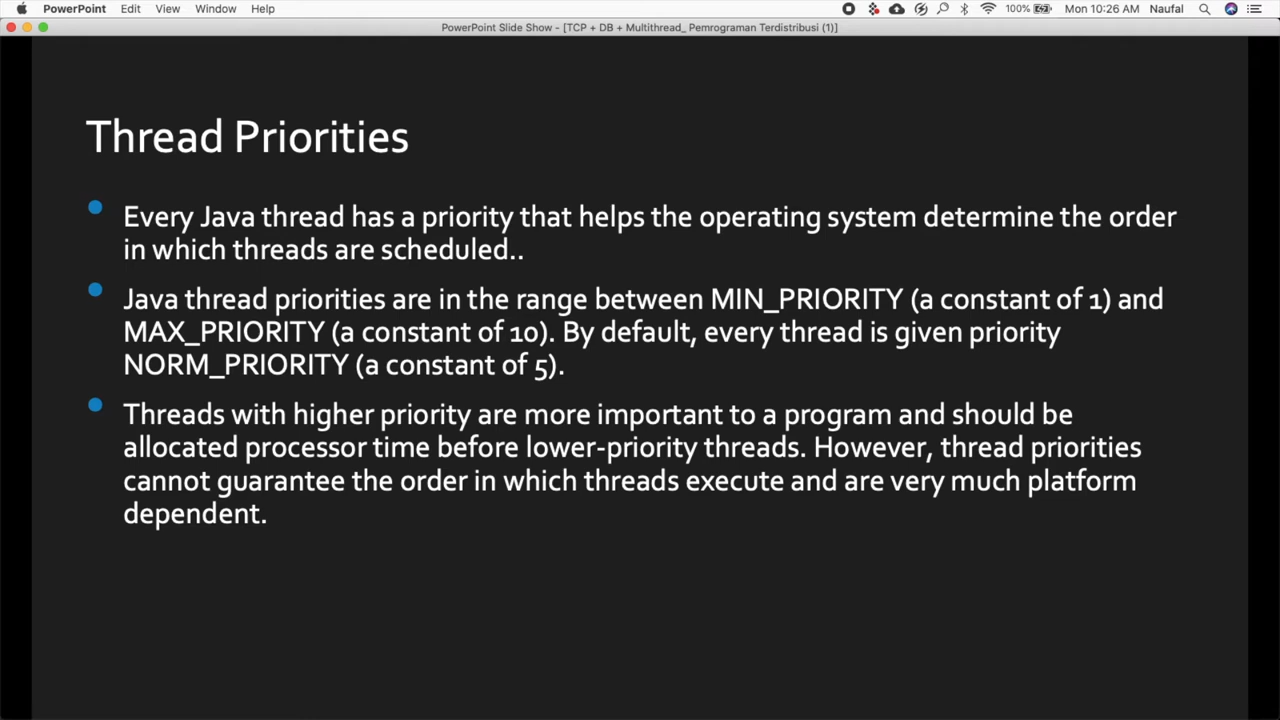 PowerPoint Edit View Window Help 100% Mon 10:26 AM Naufal
PowerPoint Slide Show - [TCP + DB + Multithread_ Pemrograman Terdistribusi (1)]
Thread Priorities
Every Java thread has a priority that helps the operating system determine the order
in which threads are scheduled..
Java thread priorities are in the range between MIN_PRIORITY (a constant of 1) and
MAX_PRIORITY (a constant of 10). By default, every thread is given priority
NORM_PRIORITY (a constant of 5).
Threads with higher priority are more important to a program and should be
allocated processor time before lower-priority threads. However, thread priorities
cannot guarantee the order in which threads execute and are very much platform
dependent.